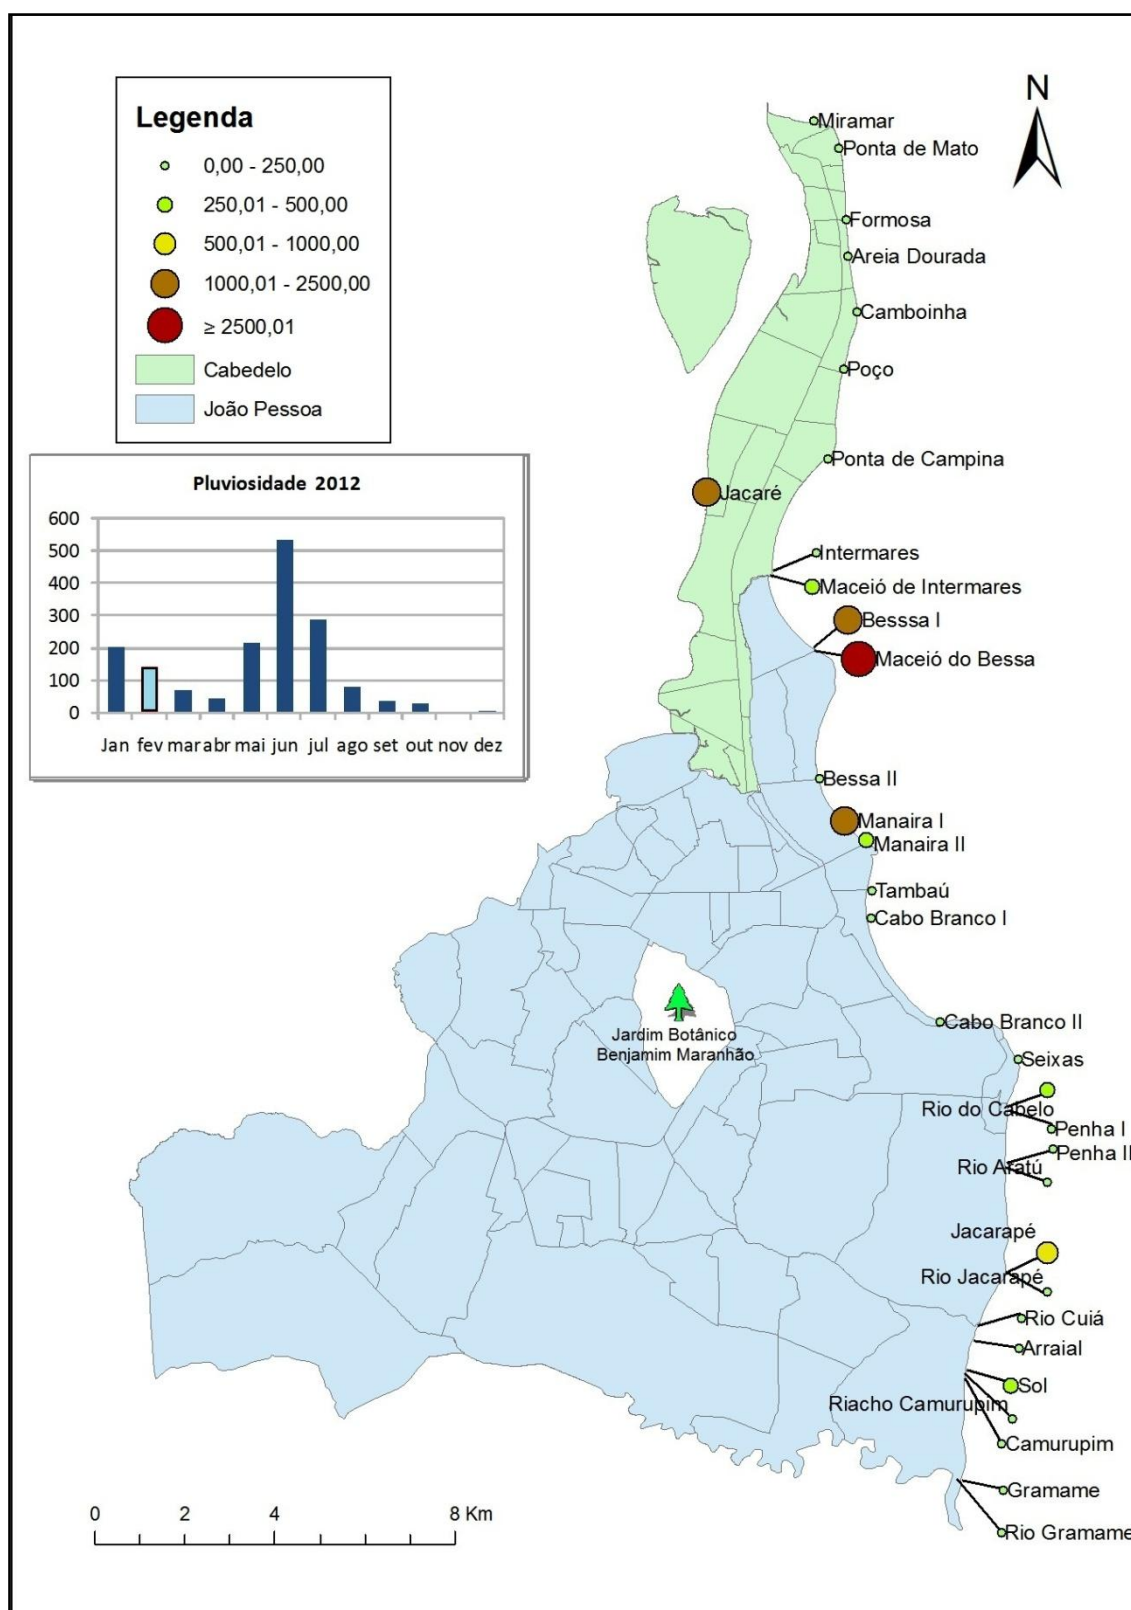 Legenda
0,00 - 250,00
250,01 - 500,00
500,01 - 1000,00
1000,01 - 2500,00
≥ 2500,01
Cabedelo
João Pessoa
N
Pluviosidade 2012
600
500
400
300
200
100
0
Jan fev mar abr mai jun jul ago set out nov dez
Miramar
Ponta de Mato
Formosa
Areia Dourada
Camboinha
Poço
Ponta de Campina
Jacaré
Intermares
Maceió de Intermares
Besssa I
Maceió do Bessa
Bessa II
Manaira I
Manaira II
Tambaú
Cabo Branco I
Jardim Botânico
Benjamim Maranhão
Cabo Branco II
Seixas
Rio do Cabelo
Penha I
Penha II
Rio Aratú
Jacarapé
Rio Jacarapé
Rio Cuiá
Arraial
Sol
Riacho Camurupim
Camurupim
Gramame
Rio Gramame
0 2 4 8 Km